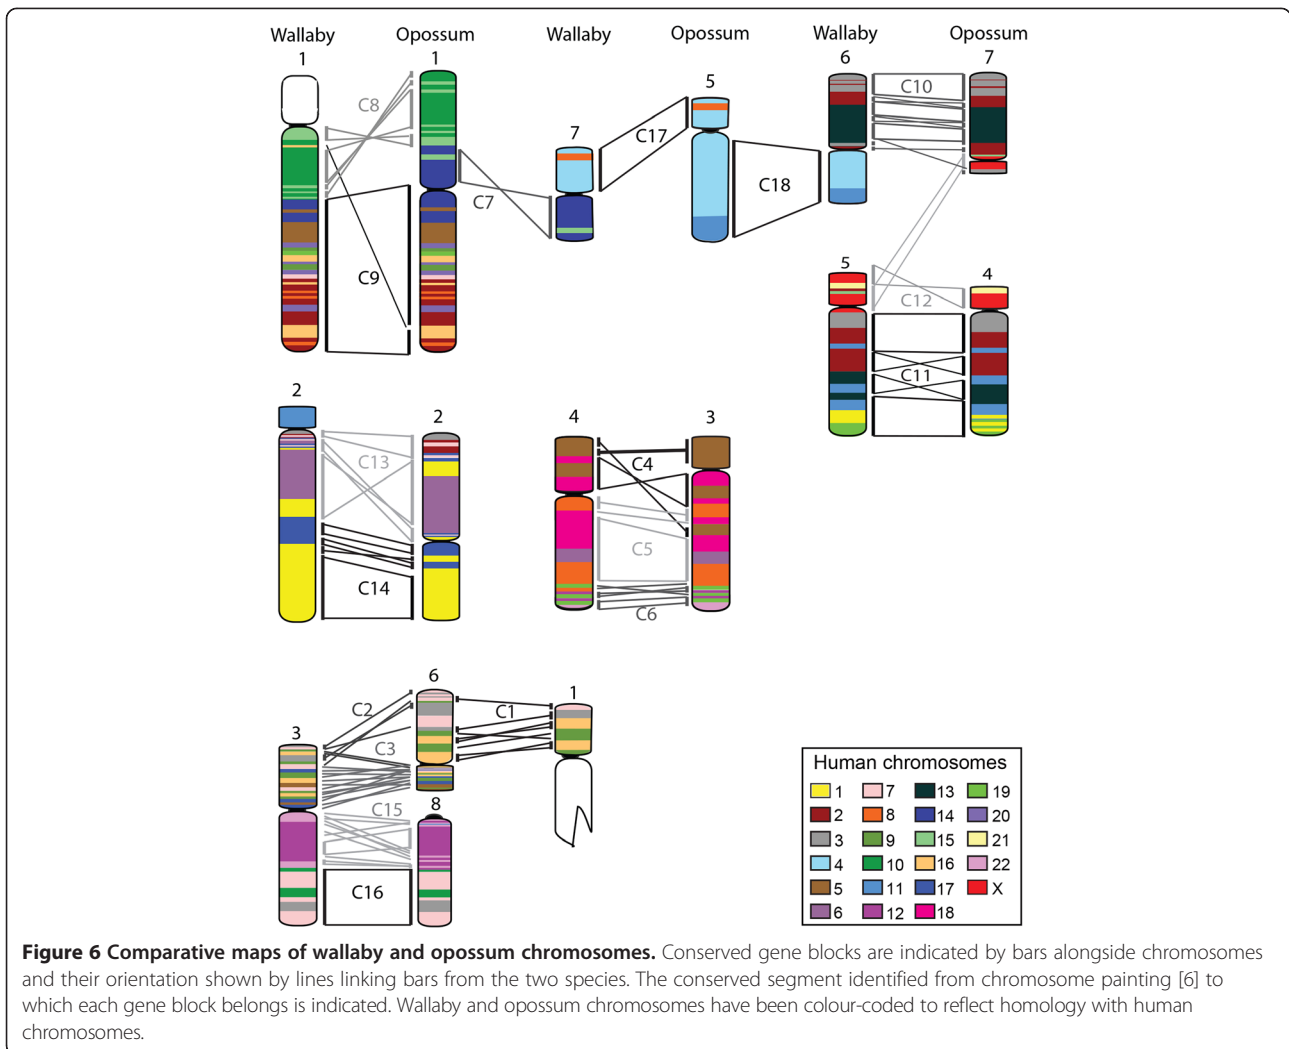 Wallaby Opossum Wallaby Opossum Wallaby Opossum
1 1 7 5 6 7
C8
C10
C17
C7
C18
C9
5 4
C12
C11
2 2 4 3
C13
C4
C5
C14
C6
6 1
C2 C1
3
C3
8
C15
C16
Human chromosomes
1 7 13 19
2 8 14 20
3 9 15 21
4 10 16 22
5 11 17 X
6 12 18
Figure 6 Comparative maps of wallaby and opossum chromosomes. Conserved gene blocks are indicated by bars alongside chromosomes
and their orientation shown by lines linking bars from the two species. The conserved segment identified from chromosome painting [6] to
which each gene block belongs is indicated. Wallaby and opossum chromosomes have been colour-coded to reflect homology with human
chromosomes.